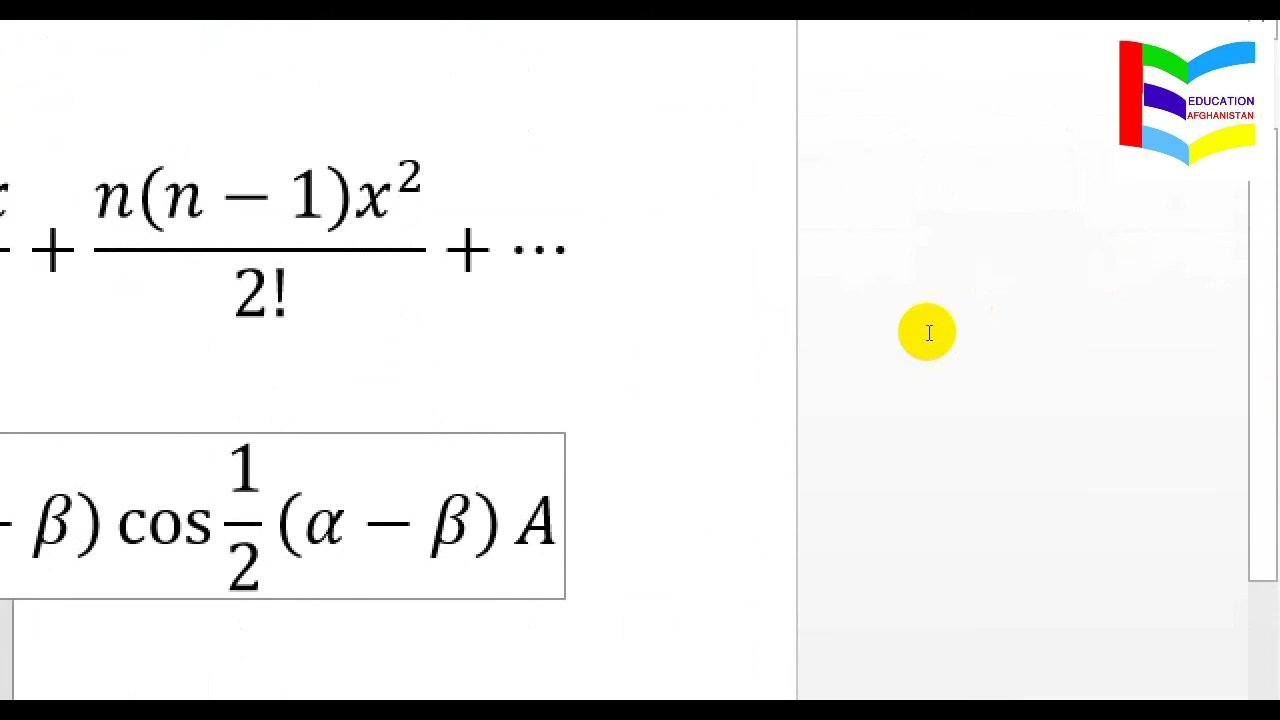 + n(n − 1)x² / 2! + ⋯
β) cos 1/2 (α − β) A
EDUCATION
AFGHANISTAN